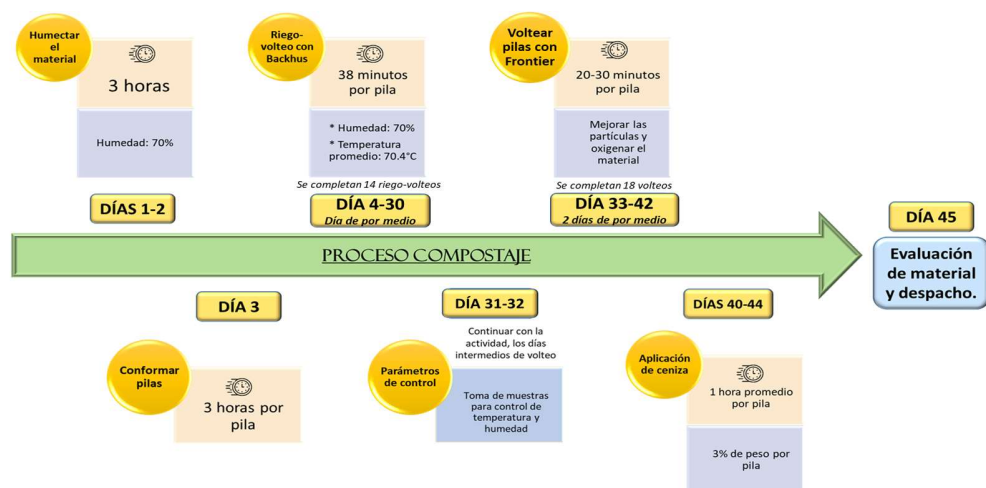 Humectar
el
material
3 horas
Humedad: 70%
DÍAS 1-2
Riego-
volteo con
Backhus
38 minutos
por pila
* Humedad: 70%
* Temperatura
promedio: 70.4°C
Se completan 14 riego-volteos
DÍA 4-30
Día de por medio
Voltear
pilas con
Frontier
20-30 minutos
por pila
Mejorar las
partículas y
oxigenar el
material
Se completan 18 volteos
DÍA 33-42
2 días de por medio
DÍA 45
Evaluación
de material
y despacho.
PROCESO COMPOSTAJE
DÍA 3
Conformar
pilas
3 horas por
pila
DÍA 31-32
Continuar con la
actividad, los días
intermedios de volteo
Parámetros
de control
Toma de muestras
para control de
temperatura y
humedad
DÍAS 40-44
Aplicación
de ceniza
1 hora promedio
por pila
3% de peso por
pila